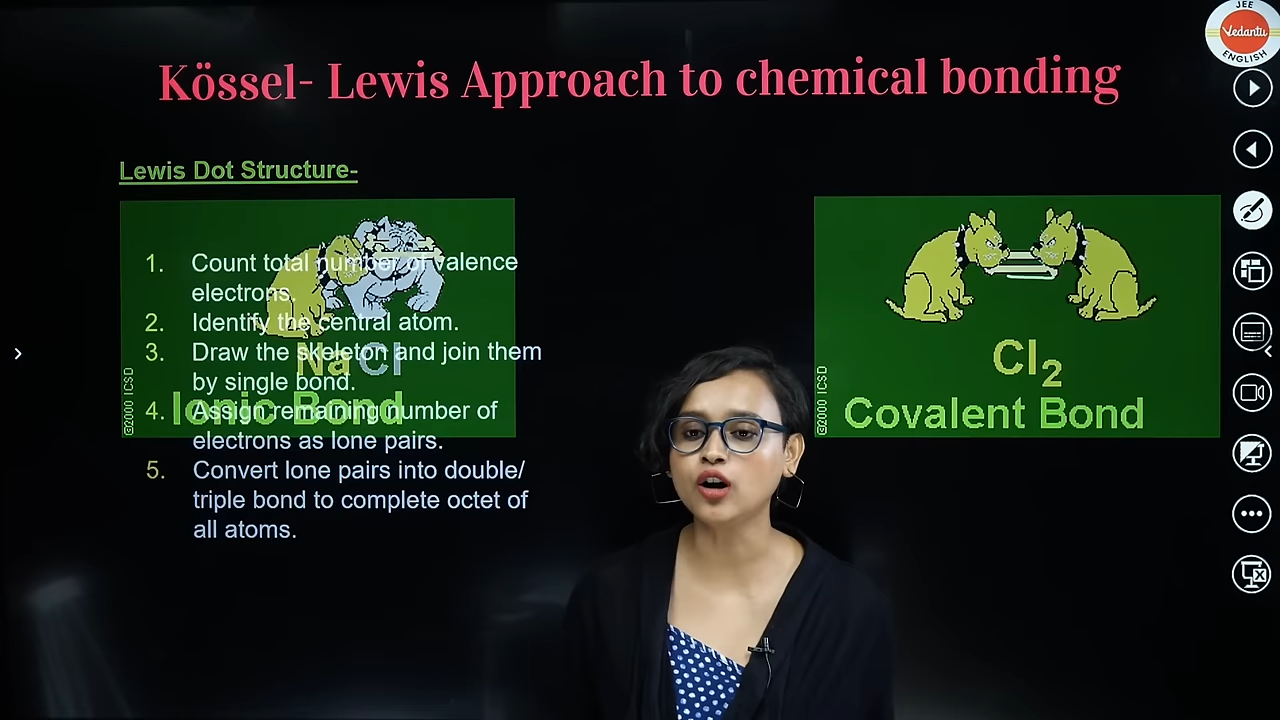 JEE
Vedantu
ENGLISH
Kössel- Lewis Approach to chemical bonding
Lewis Dot Structure-
1. Count total number of valence
electrons.
2. Identify the central atom.
3. Draw the skeleton and join them
by single bond.
4. Assign remaining number of
electrons as lone pairs.
5. Convert lone pairs into double/
triple bond to complete octet of
all atoms.
NaCl
Ionic Bond
©2000 ICSD
Cl2
Covalent Bond
©2000 ICSD